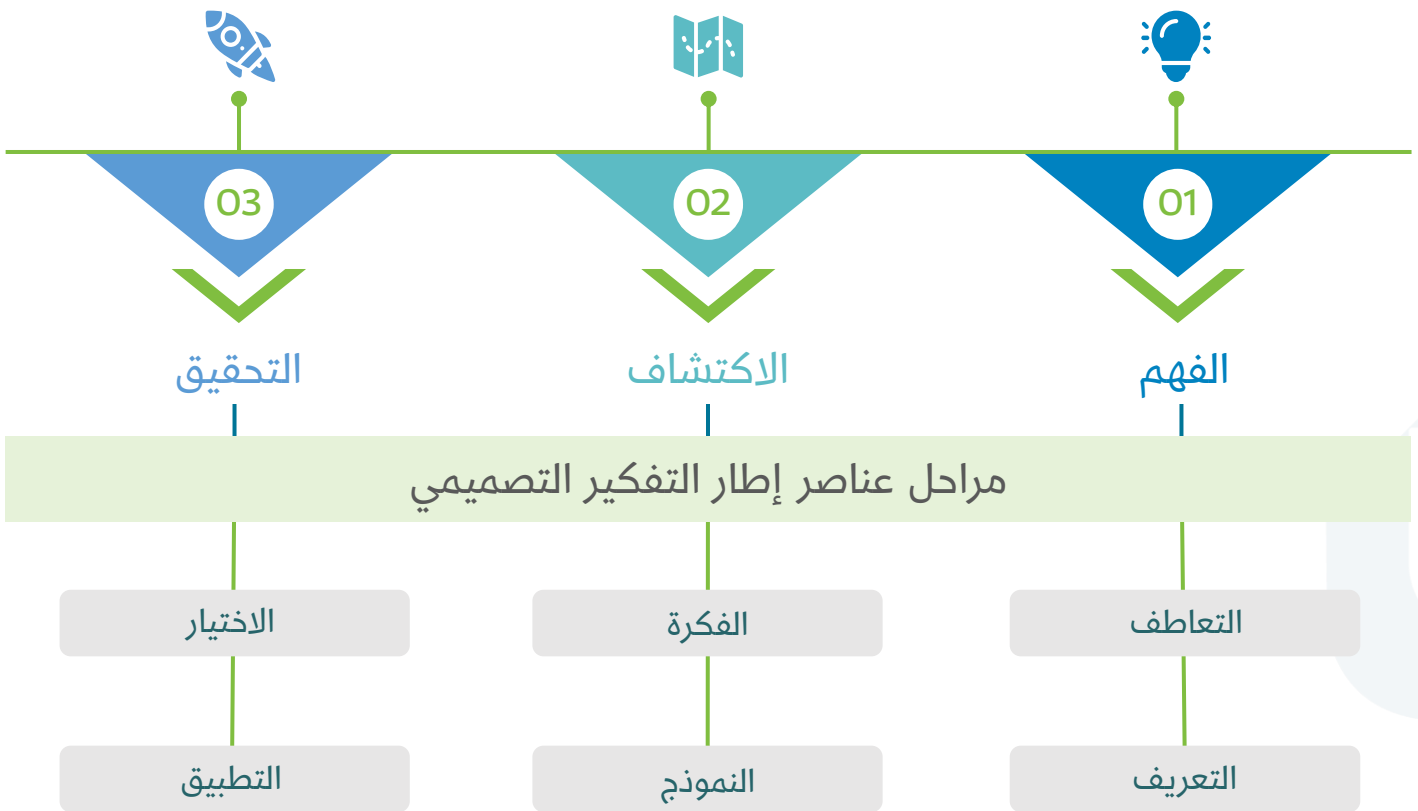 01
02
03
الفهم
الاكتشاف
التحقيق
مراحل عناصر إطار التفكير التصميمي
التعاطف
الفكرة
الاختيار
التعريف
النموذج
التطبيق